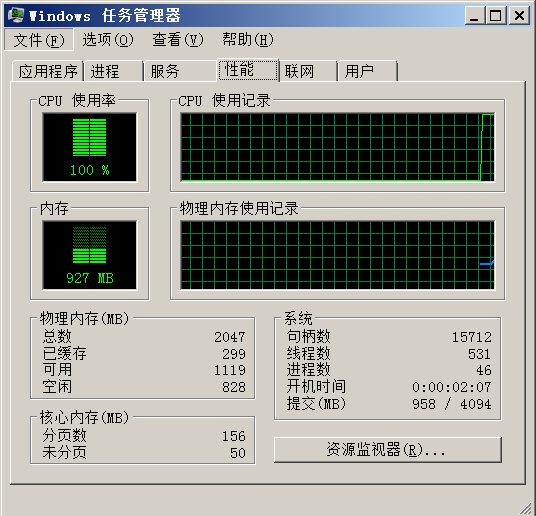 Windows 任务管理器
文件(F) 选项(O) 查看(V) 帮助(H)
应用程序 进程 服务 性能 联网 用户
CPU 使用率
100 %
CPU 使用记录
内存
927 MB
物理内存使用记录
物理内存(MB)
总数 2047
已缓存 299
可用 1119
空闲 828
核心内存(MB)
分页数 156
未分页 50
系统
句柄数 15712
线程数 531
进程数 46
开机时间 0:00:02:07
提交(MB) 958 / 4094
资源监视器(R)...